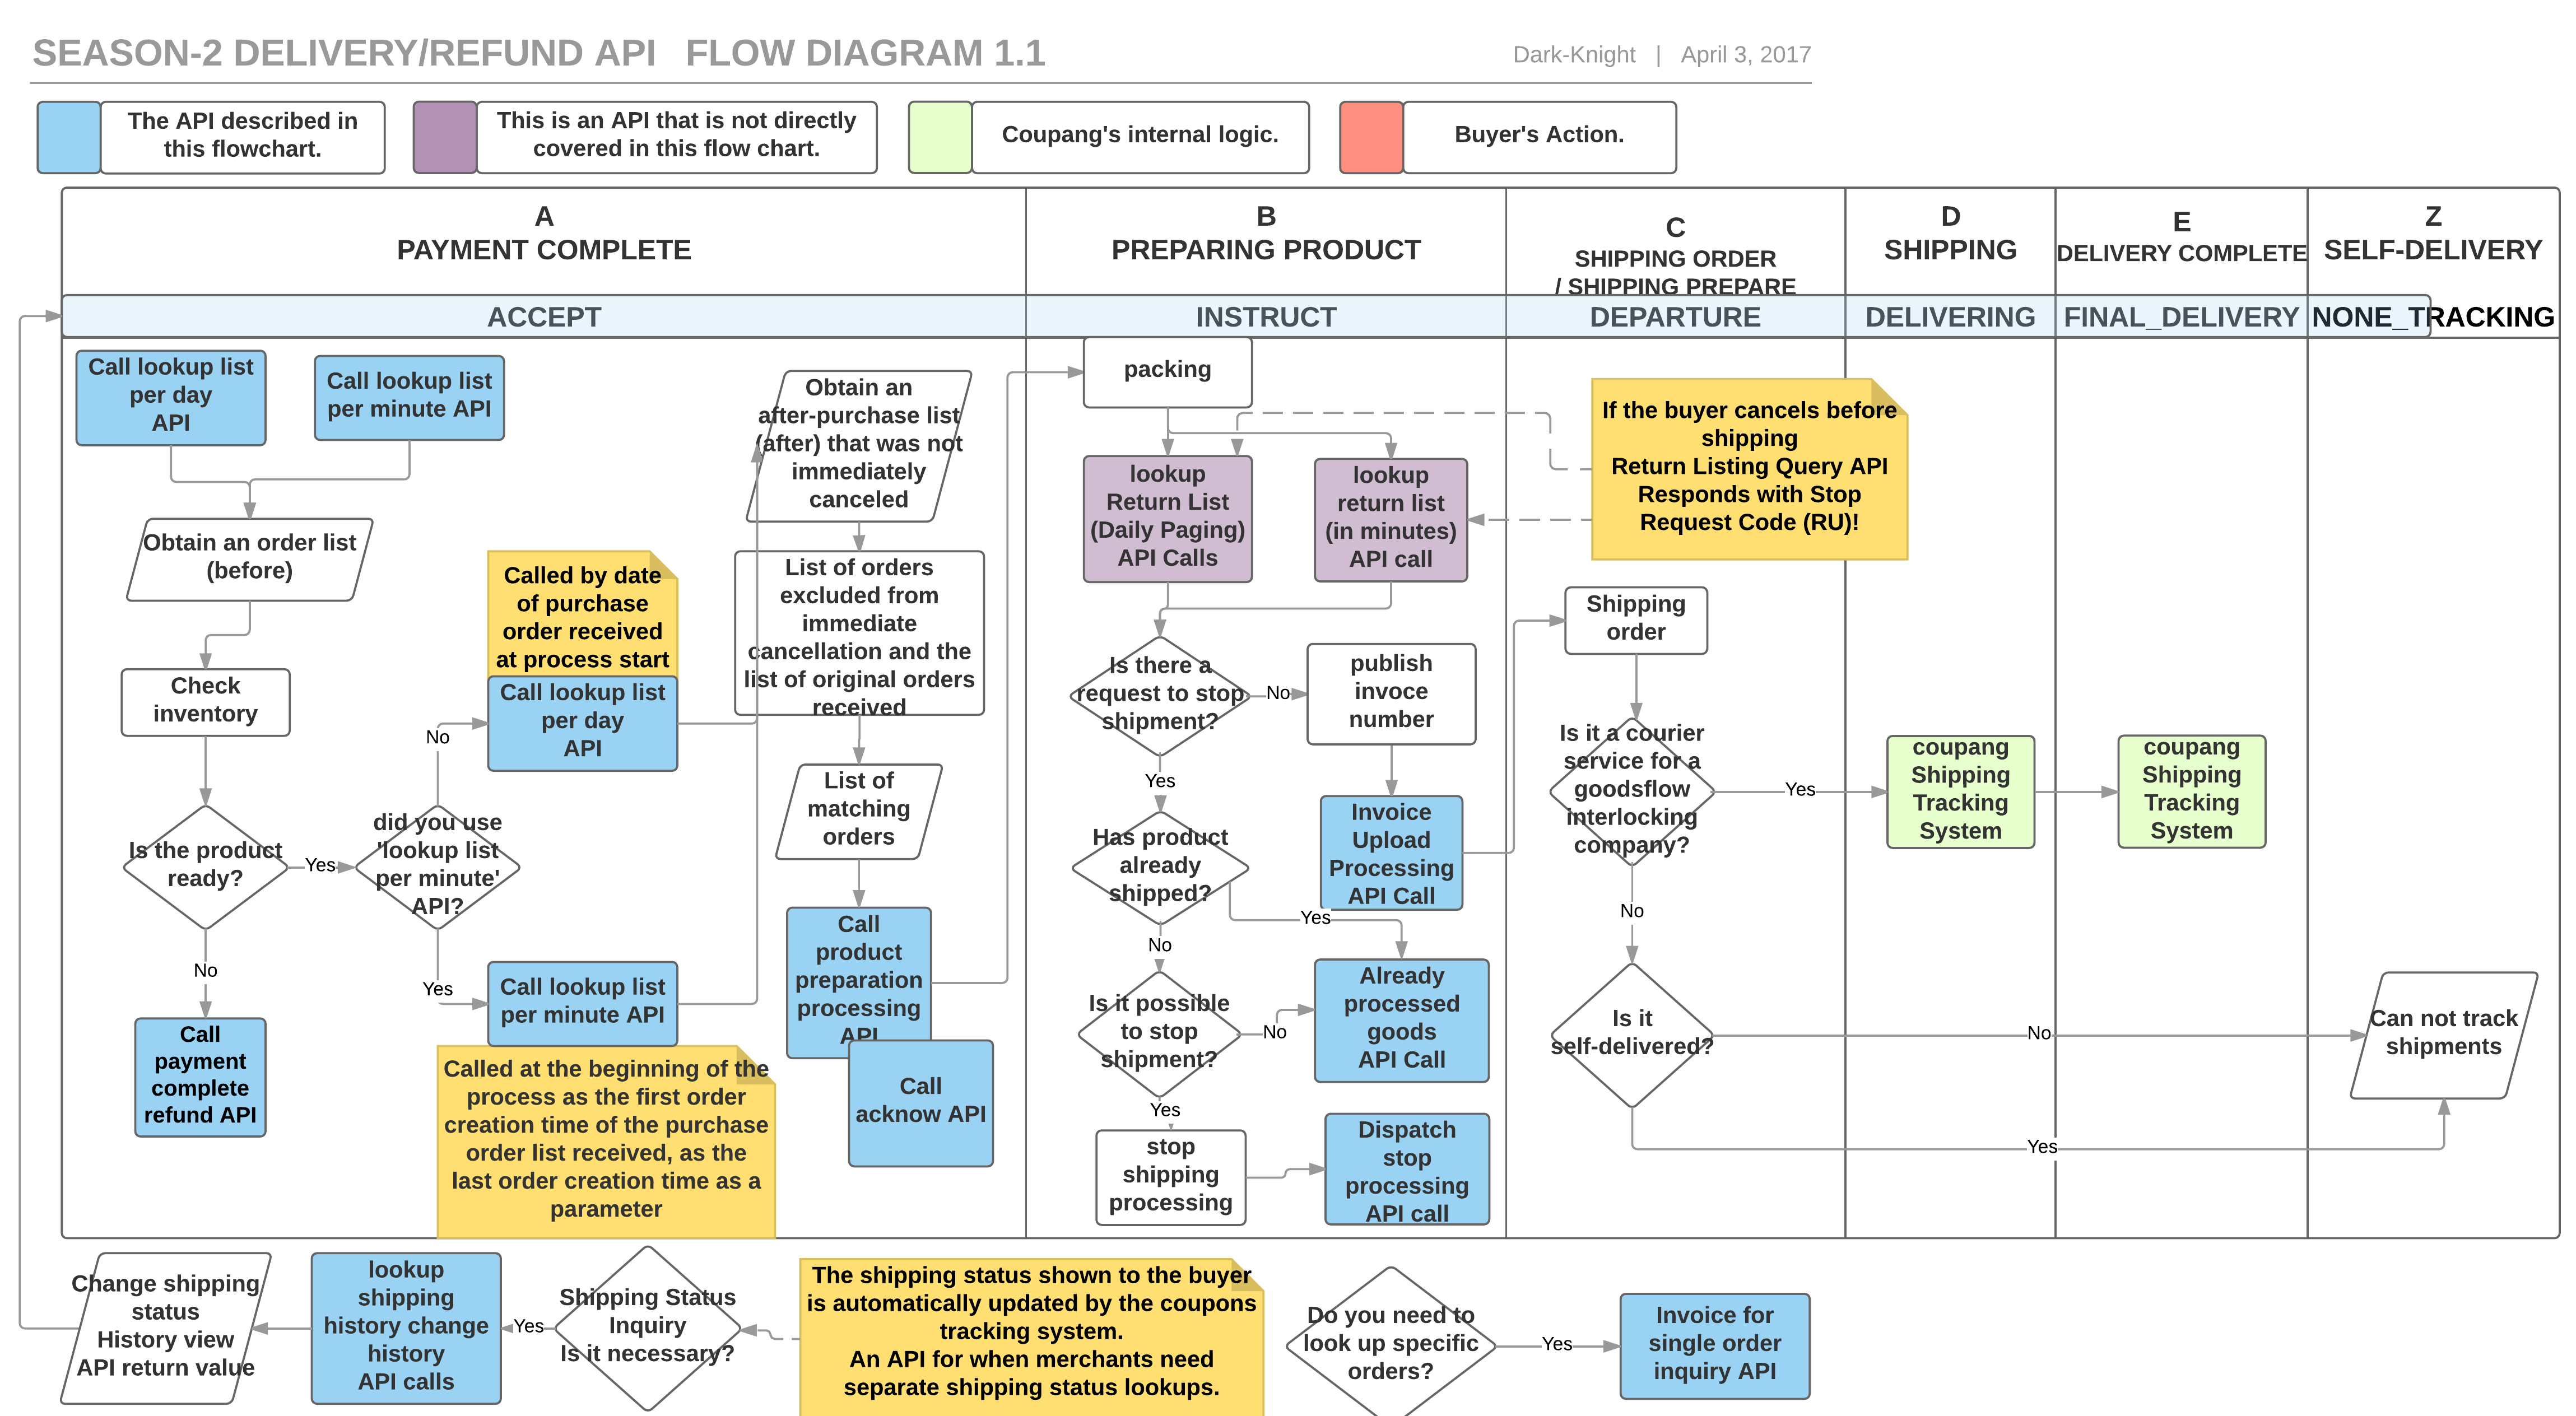 SEASON-2 DELIVERY/REFUND API FLOW DIAGRAM 1.1
Dark-Knight | April 3, 2017
The API described in
this flowchart.
This is an API that is not directly
covered in this flow chart.
Coupang's internal logic.
Buyer's Action.
A
PAYMENT COMPLETE
B
PREPARING PRODUCT
C
SHIPPING ORDER
/ SHIPPING PREPARE
D
SHIPPING
E
DELIVERY COMPLETE
Z
SELF-DELIVERY
ACCEPT
INSTRUCT
DEPARTURE
DELIVERING
FINAL_DELIVERY
NONE_TRACKING
Call lookup list
per day
API
Call lookup list
per minute API
Obtain an order list
(before)
Check
inventory
Is the product
ready?
Yes
No
Call
payment
complete
refund API
did you use
'lookup list
per minute'
API?
No
Yes
Called by date
of purchase
order received
at process start
Call lookup list
per day
API
Call lookup list
per minute API
Called at the beginning of the
process as the first order
creation time of the purchase
order list received, as the
last order creation time as a
parameter
Obtain an
after-purchase list
(after) that was not
immediately
canceled
List of orders
excluded from
immediate
cancellation and the
list of original orders
received
List of
matching
orders
Call
product
preparation
processing
API
Call
acknow API
packing
lookup
Return List
(Daily Paging)
API Calls
lookup
return list
(in minutes)
API call
Is there a
request to stop
shipment?
No
Yes
publish
invoce
number
Invoice
Upload
Processing
API Call
Has product
already
shipped?
Yes
No
Already
processed
goods
API Call
Is it possible
to stop
shipment?
No
Yes
stop
shipping
processing
Dispatch
stop
processing
API call
If the buyer cancels before
shipping
Return Listing Query API
Responds with Stop
Request Code (RU)!
Shipping
order
Is it a courier
service for a
goodsflow
interlocking
company?
Yes
No
Is it
self-delivered?
No
Yes
coupang
Shipping
Tracking
System
coupang
Shipping
Tracking
System
Can not track
shipments
Change shipping
status
History view
API return value
lookup
shipping
history change
history
API calls
Yes
Shipping Status
Inquiry
Is it necessary?
The shipping status shown to the buyer
is automatically updated by the coupons
tracking system.
An API for when merchants need
separate shipping status lookups.
Do you need to
look up specific
orders?
Yes
Invoice for
single order
inquiry API